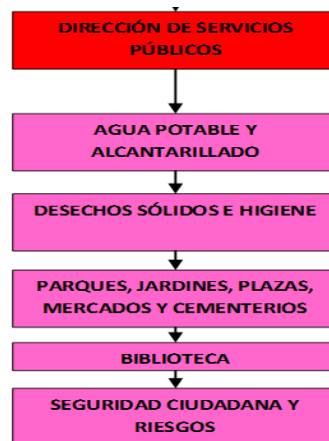 DIRECCIÓN DE SERVICIOS
PÚBLICOS
AGUA POTABLE Y
ALCANTARILLADO
DESECHOS SÓLIDOS E HIGIENE
PARQUES, JARDINES, PLAZAS,
MERCADOS Y CEMENTERIOS
BIBLIOTECA
SEGURIDAD CIUDADANA Y
RIESGOS